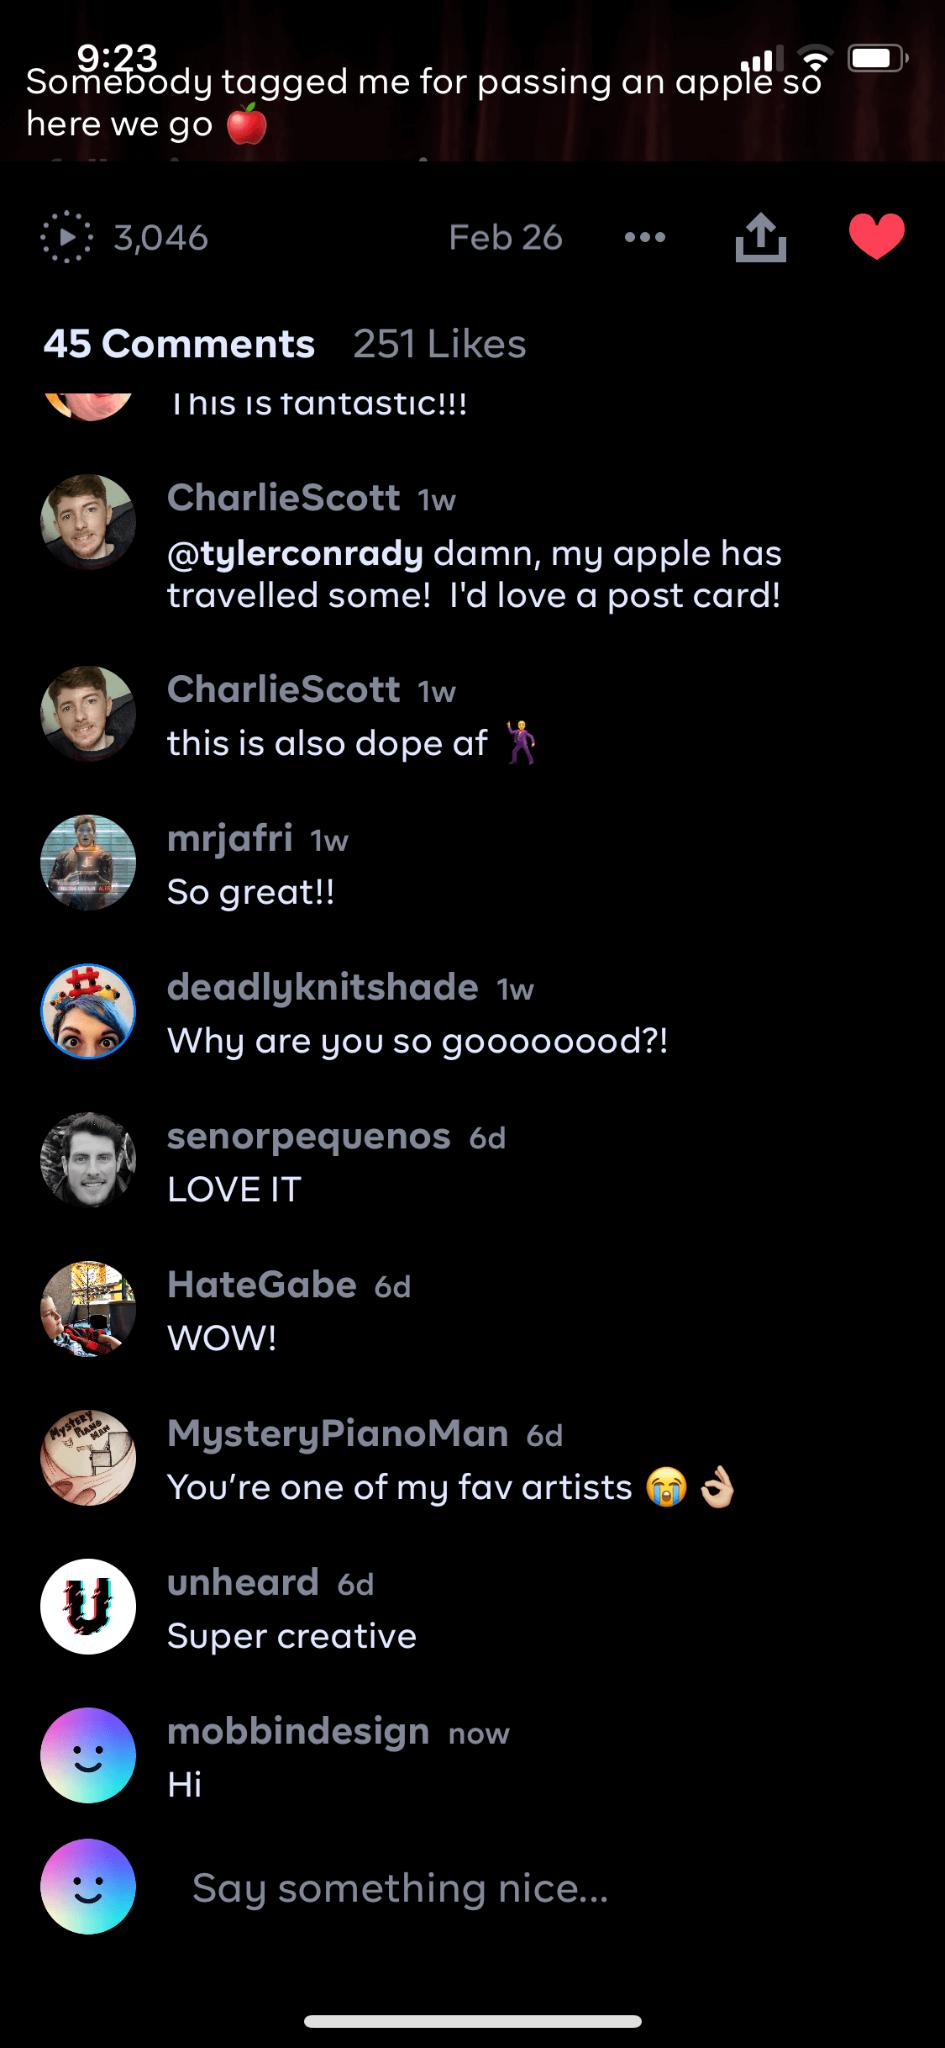 9:23
Somebody tagged me for passing an apple so
here we go 🍎
3,046
Feb 26
45 Comments 251 Likes
This is fantastic!!!
CharlieScott 1w
@tylerconrady damn, my apple has
travelled some! I'd love a post card!
CharlieScott 1w
this is also dope af 🕺
mrjafri 1w
So great!!
deadlyknitshade 1w
Why are you so goooooood?!
senorpequenos 6d
LOVE IT
HateGabe 6d
WOW!
MYSTERY
PIANO
MAN
MysteryPianoMan 6d
You’re one of my fav artists 😭 👌🏼
U
unheard 6d
Super creative
mobbindesign now
Hi
Say something nice...